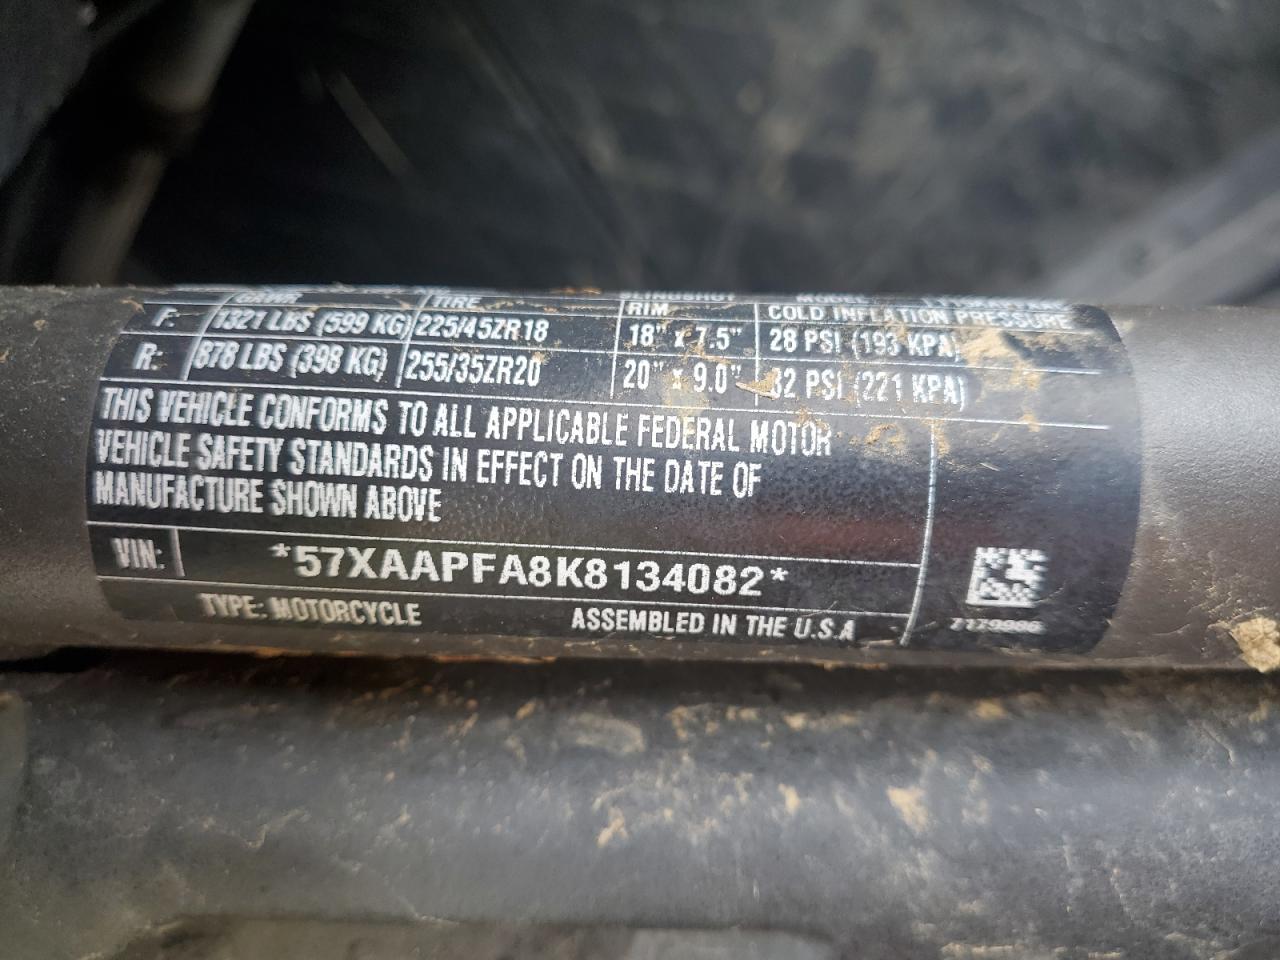 GAWR TIRE RIM COLD INFLATION PRESSURE
F: 1321 LBS (599 KG) 225/45ZR18 18" x 7.5" 28 PSI (193 KPA)
R: 878 LBS (398 KG) 255/35ZR20 20" x 9.0" 32 PSI (221 KPA)
THIS VEHICLE CONFORMS TO ALL APPLICABLE FEDERAL MOTOR
VEHICLE SAFETY STANDARDS IN EFFECT ON THE DATE OF
MANUFACTURE SHOWN ABOVE
VIN: *57XAAPFA8K8134082*
TYPE: MOTORCYCLE ASSEMBLED IN THE U.S.A